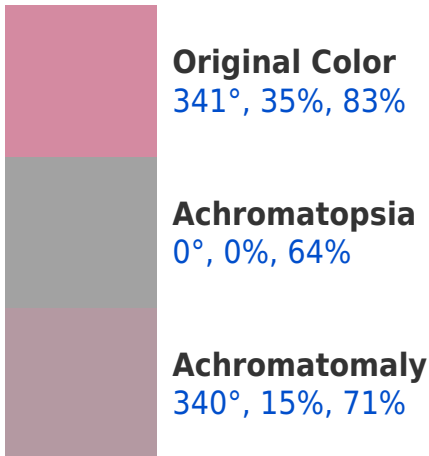 Original Color
341°, 35%, 83%
Achromatopsia
0°, 0%, 64%
Achromatomaly
340°, 15%, 71%